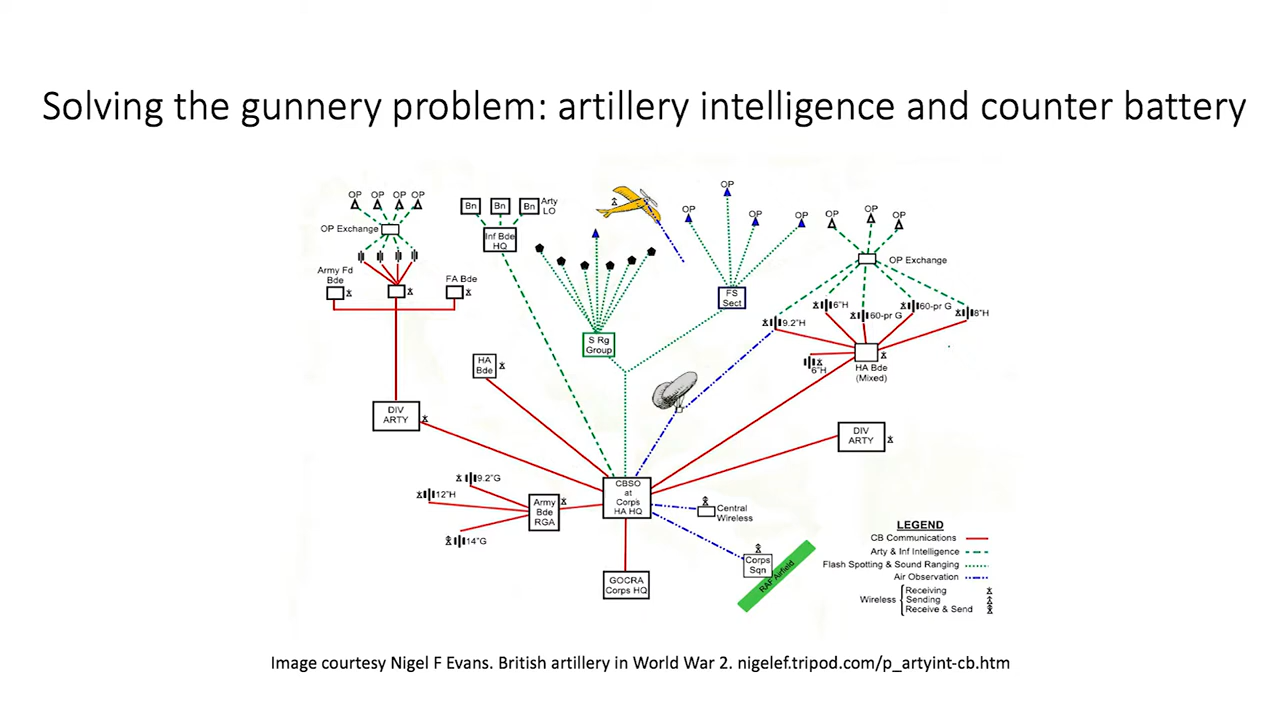 Solving the gunnery problem: artillery intelligence and counter battery
OP OP OP OP
OP Exchange
Army Fd
Bde
FA Bde
DIV
ARTY
Bn Bn Bn
Arty
LO
Inf Bde
HQ
S Rg
Group
OP
OP OP OP
FS
Sect
OP OP OP
OP Exchange
9.2"H
6"H
60-pr G
60-pr G
8"H
6"H
HA Bde
(Mixed)
HA
Bde
DIV
ARTY
9.2"G
12"H
14"G
Army
Bde
RGA
CBSO
at
Corp's
HA HQ
Central
Wireless
Corps
Sqn
RAF Airfield
GOCRA
Corps HQ
LEGEND
CB Communications
Arty & Inf Intelligence
Flash Spotting & Sound Ranging
Air Observation
Wireless
Receiving
Sending
Receive & Send
Image courtesy Nigel F Evans. British artillery in World War 2. nigelef.tripod.com/p_artyint-cb.htm